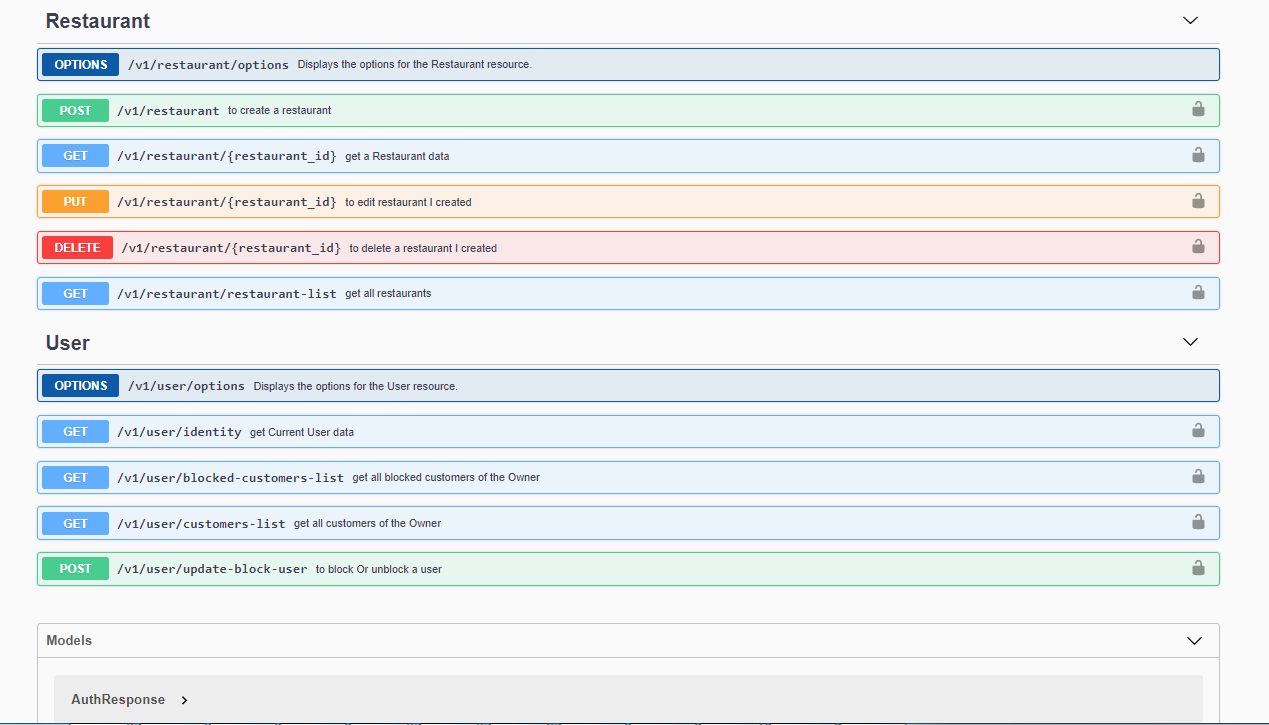 Restaurant
OPTIONS /v1/restaurant/options Displays the options for the Restaurant resource.
POST /v1/restaurant to create a restaurant
GET /v1/restaurant/{restaurant_id} get a Restaurant data
PUT /v1/restaurant/{restaurant_id} to edit restaurant I created
DELETE /v1/restaurant/{restaurant_id} to delete a restaurant I created
GET /v1/restaurant/restaurant-list get all restaurants
User
OPTIONS /v1/user/options Displays the options for the User resource.
GET /v1/user/identity get Current User data
GET /v1/user/blocked-customers-list get all blocked customers of the Owner
GET /v1/user/customers-list get all customers of the Owner
POST /v1/user/update-block-user to block Or unblock a user
Models
AuthResponse